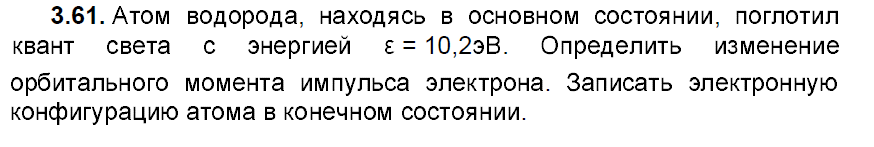 3.61. Атом водорода, находясь в основном состоянии, поглотил
квант света с энергией ε = 10,2эВ. Определить изменение
орбитального момента импульса электрона. Записать электронную
конфигурацию атома в конечном состоянии.